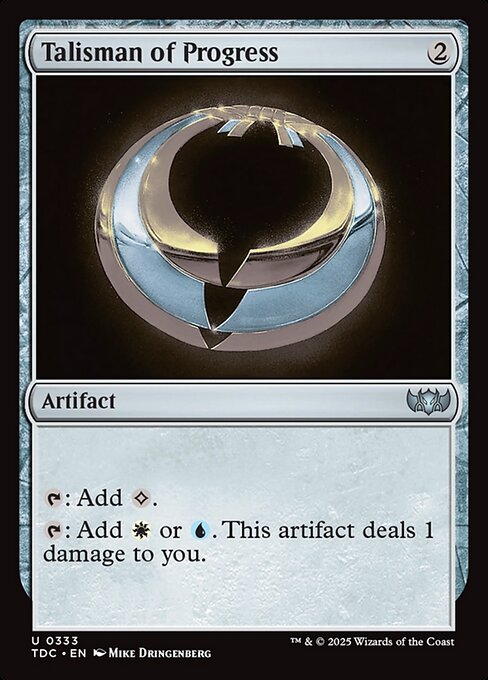 Talisman of Progress 2
Artifact
: Add .
: Add or . This artifact deals 1
damage to you.
U 0333 ™ & © 2025 Wizards of the Coast
TDC • EN Mike Dringenberg